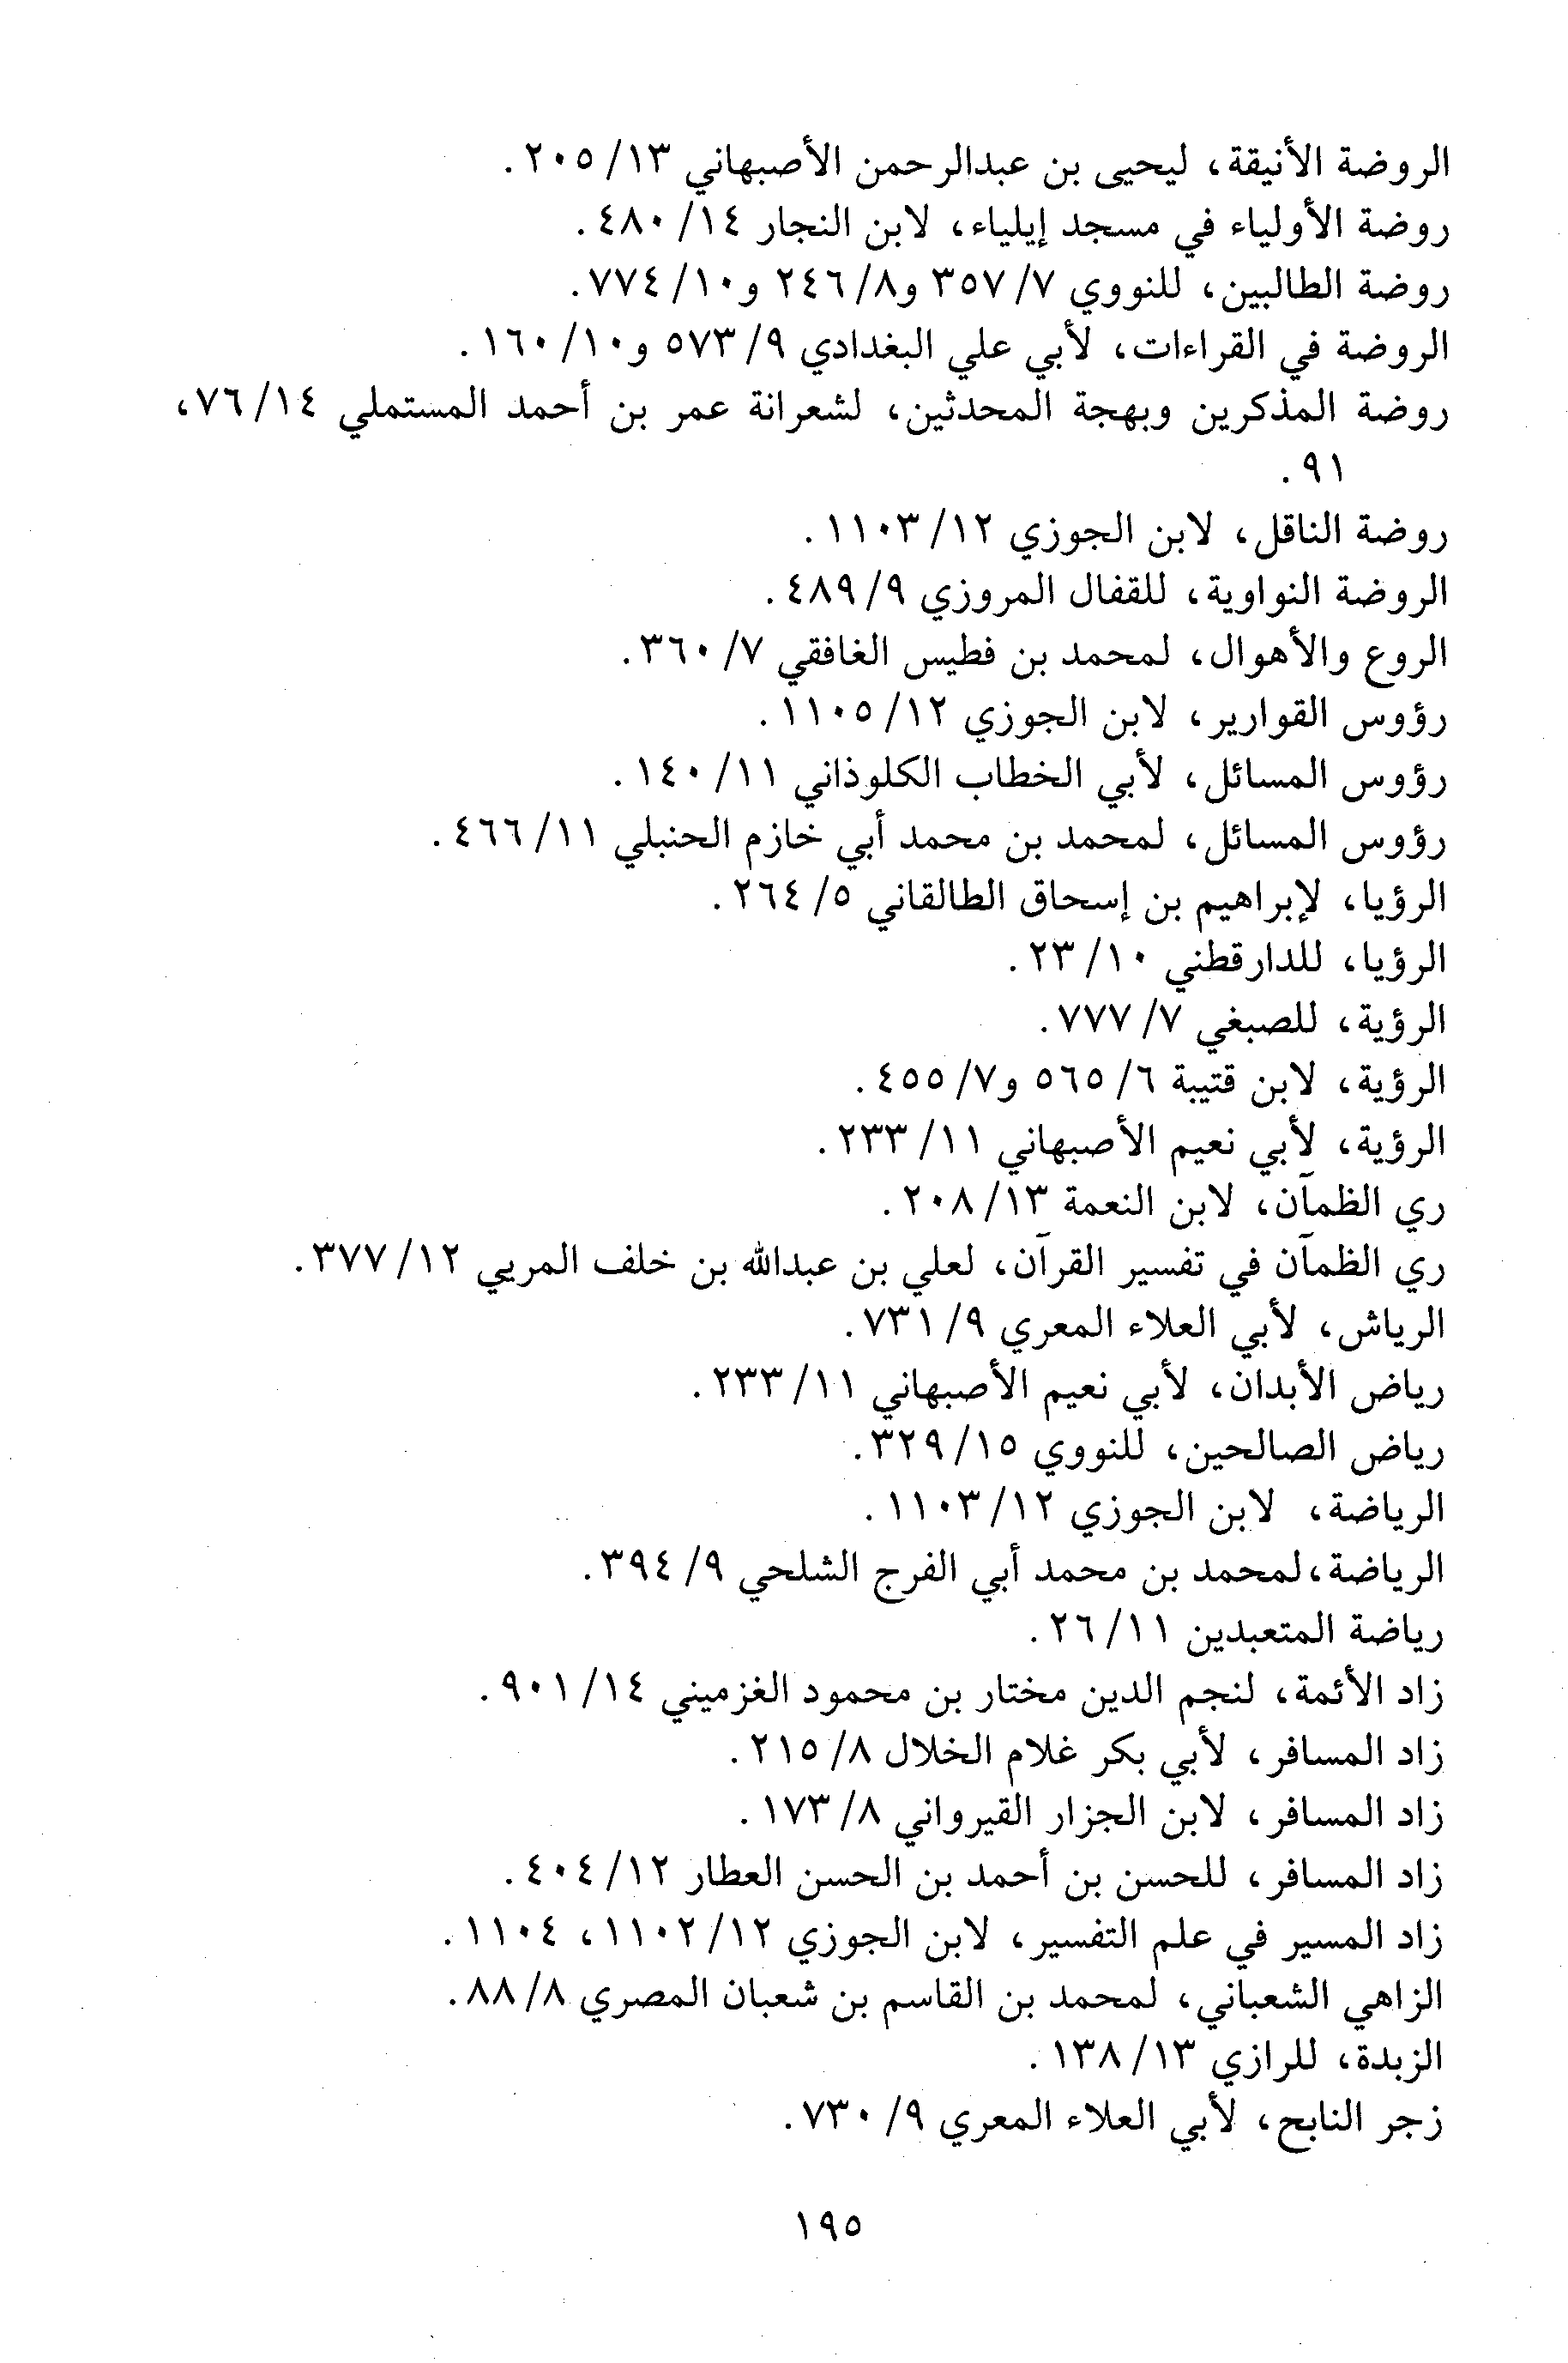 الروضة الأنيقة، ليحيى بن عبدالرحمن الأصبهاني ١٣/ ٢٠٥.
روضة الأولياء في مسجد إيلياء، لابن النجار ١٤/ ٤٨٠.
روضة الطالبين، للنووي ٧/ ٣٥٧ و٨/ ٢٤٦ و١٠/ ٧٧٤.
الروضة في القراءات، لأبي علي البغدادي ٩/ ٥٧٣ و١٠/ ١٦٠.
روضة المذكرين وبهجة المحدثين، لشعرانة عمر بن أحمد المستملي ١٤/ ٧٦،
٩١.
روضة الناقل، لابن الجوزي ١٢/ ١١٠٣.
الروضة النواوية، للقفال المروزي ٩/ ٤٨٩.
الروع والأهوال، لمحمد بن فطيس الغافقي ٧/ ٣٦٠.
رؤوس القوارير، لابن الجوزي ١٢/ ١١٠٥.
رؤوس المسائل، لأبي الخطاب الكلوذاني ١١/ ١٤٠.
رؤوس المسائل، لمحمد بن محمد أبي خازم الحنبلي ١١/ ٤٦٦.
الرؤيا، لإبراهيم بن إسحاق الطالقاني ٥/ ٢٦٤.
الرؤيا، للدارقطني ١٠/ ٢٣.
الرؤية، للصبغي ٧/ ٧٧٧.
الرؤية، لابن قتيبة ٦/ ٥٦٥ و٧/ ٤٥٥.
الرؤية، لأبي نعيم الأصبهاني ١١/ ٢٣٣.
ري الظمآن، لابن النعمة ١٣/ ٢٠٨.
ري الظمآن في تفسير القرآن، لعلي بن عبدالله بن خلف المريي ١٢/ ٣٧٧.
الرياش، لأبي العلاء المعري ٩/ ٧٣١.
رياض الأبدان، لأبي نعيم الأصبهاني ١١/ ٢٣٣.
رياض الصالحين، للنووي ١٥/ ٣٢٩.
الرياضة، لابن الجوزي ١٢/ ١١٠٣.
الرياضة، لمحمد بن محمد أبي الفرج الشلحي ٩/ ٣٩٤.
رياضة المتعبدين ١١/ ٢٦.
زاد الأئمة، لنجم الدين مختار بن محمود الغزميني ١٤/ ٩٠١.
زاد المسافر، لأبي بكر غلام الخلال ٨/ ٢١٥.
زاد المسافر، لابن الجزار القيرواني ٨/ ١٧٣.
زاد المسافر، للحسن بن أحمد بن الحسن العطار ١٢/ ٤٠٤.
زاد المسير في علم التفسير، لابن الجوزي ١٢/ ١١٠٢، ١١٠٤.
الزاهي الشعباني، لمحمد بن القاسم بن شعبان المصري ٨/ ٨٨.
الزبدة، للرازي ١٣/ ١٣٨.
زجر النابح، لأبي العلاء المعري ٩/ ٧٣٠.
١٩٥